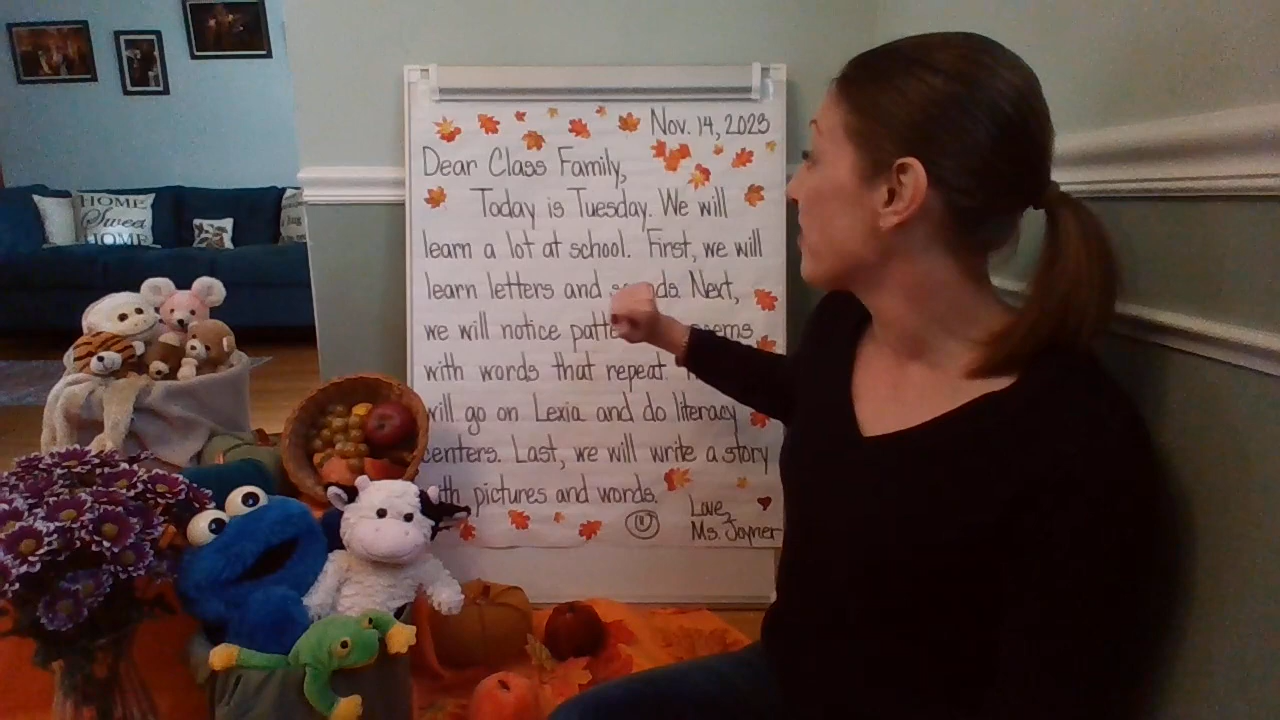 HOME
Sweet
HOME
Nov. 14, 2023
Dear Class Family,
Today is Tuesday. We will
learn a lot at school. First, we will
learn letters and Next,
we will notice
with words that repeat.
will go on Lexia and do literacy
centers. Last, we will write a story
pictures and words.
Love,
Ms. Joyner